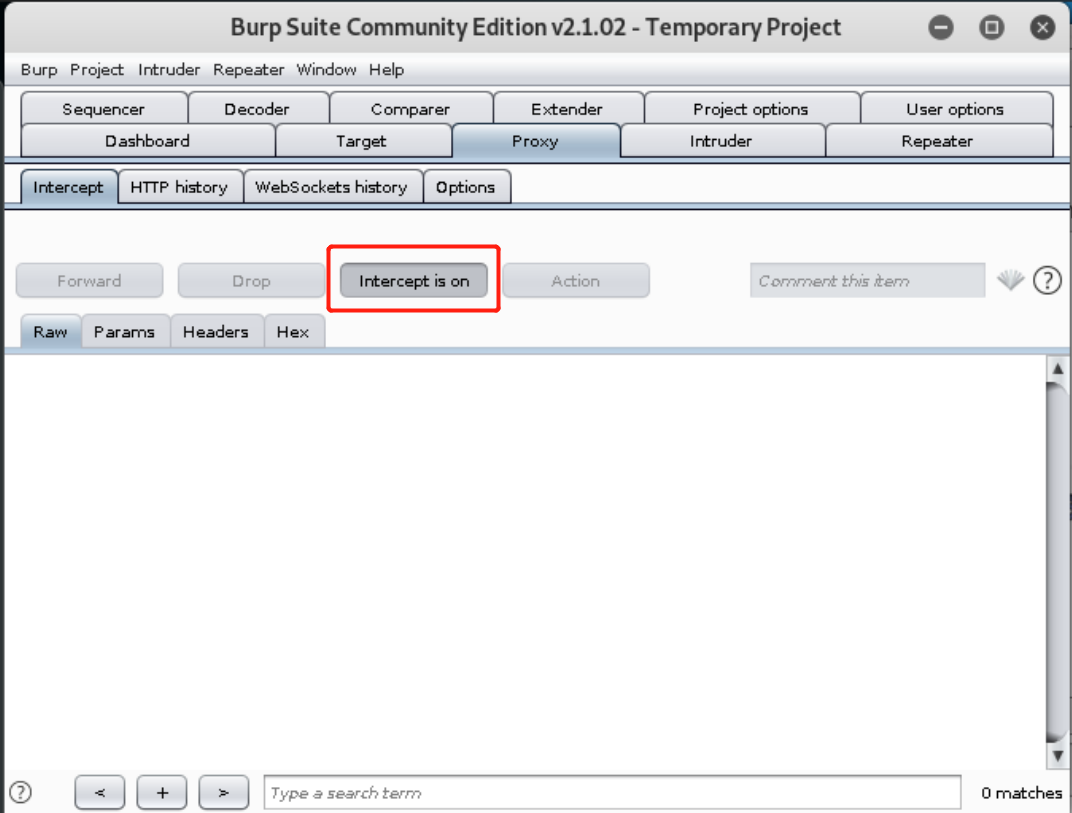 Burp Suite Community Edition v2.1.02 - Temporary Project
Burp Project Intruder Repeater Window Help
Sequencer Decoder Comparer Extender Project options User options
Dashboard Target Proxy Intruder Repeater
Intercept HTTP history WebSockets history Options
Forward Drop Intercept is on Action Comment this item ?
Raw Params Headers Hex
? < + > Type a search term 0 matches